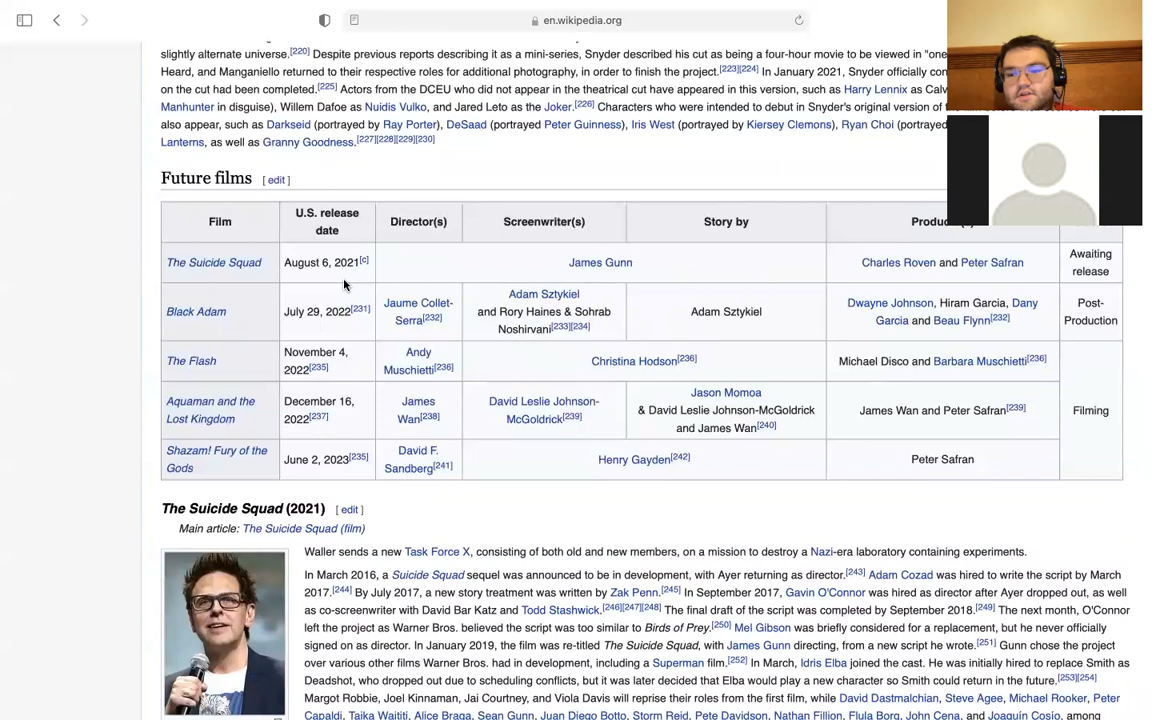 en.wikipedia.org
slightly alternate universe.[220] Despite previous reports describing it as a mini-series, Snyder described his cut as being a four-hour movie to be viewed in "one
Heard, and Manganiello returned to their respective roles for additional photography, in order to finish the project.[223][224] In January 2021, Snyder officially con
on the cut had been completed.[225] Actors from the DCEU who did not appear in the theatrical cut have appeared in this version, such as Harry Lennix as Calv
Manhunter in disguise), Willem Dafoe as Nuidis Vulko, and Jared Leto as the Joker.[226] Characters who were intended to debut in Snyder's original version of
also appear, such as Darkseid (portrayed by Ray Porter), DeSaad (portrayed Peter Guinness), Iris West (portrayed by Kiersey Clemons), Ryan Choi (portrayed
Lanterns, as well as Granny Goodness.[227][228][229][230]
Future films [ edit ]
Film U.S. release date Director(s) Screenwriter(s) Story by
The Suicide Squad August 6, 2021[c] James Gunn Charles Roven and Peter Safran Awaiting release
Black Adam July 29, 2022[231] Jaume Collet-Serra[232] Adam Sztykiel and Rory Haines & Sohrab Noshirvani[233][234] Adam Sztykiel Dwayne Johnson, Hiram Garcia, Dany Garcia and Beau Flynn[232] Post-Production
The Flash November 4, 2022[235] Andy Muschietti[236] Christina Hodson[236] Michael Disco and Barbara Muschietti[236]
Aquaman and the Lost Kingdom December 16, 2022[237] James Wan[238] David Leslie Johnson-McGoldrick[239] Jason Momoa & David Leslie Johnson-McGoldrick and James Wan[240] James Wan and Peter Safran[239] Filming
Shazam! Fury of the Gods June 2, 2023[235] David F. Sandberg[241] Henry Gayden[242] Peter Safran
The Suicide Squad (2021) [ edit ]
Main article: The Suicide Squad (film)
Waller sends a new Task Force X, consisting of both old and new members, on a mission to destroy a Nazi-era laboratory containing experiments.
In March 2016, a Suicide Squad sequel was announced to be in development, with Ayer returning as director.[243] Adam Cozad was hired to write the script by March
2017.[244] By July 2017, a new story treatment was written by Zak Penn.[245] In September 2017, Gavin O'Connor was hired as director after Ayer dropped out, as well
as co-screenwriter with David Bar Katz and Todd Stashwick.[246][247][248] The final draft of the script was completed by September 2018.[249] The next month, O'Connor
left the project as Warner Bros. believed the script was too similar to Birds of Prey.[250] Mel Gibson was briefly considered for a replacement, but he never officially
signed on as director. In January 2019, the film was re-titled The Suicide Squad, with James Gunn directing, from a new script he wrote.[251] Gunn chose the project
over various other films Warner Bros. had in development, including a Superman film.[252] In March, Idris Elba joined the cast. He was initially hired to replace Smith as
Deadshot, who dropped out due to scheduling conflicts, but it was later decided that Elba would play a new character so Smith could return in the future.[253][254]
Margot Robbie, Joel Kinnaman, Jai Courtney, and Viola Davis will reprise their roles from the first film, while David Dastmalchian, Steve Agee, Michael Rooker, Peter
Capaldi, Taika Waititi, Alice Braga, Sean Gunn, Juan Diego Botto, Storm Reid, Pete Davidson, Nathan Fillion, Flula Borg, John Cena, and Joaquín Cosío, among